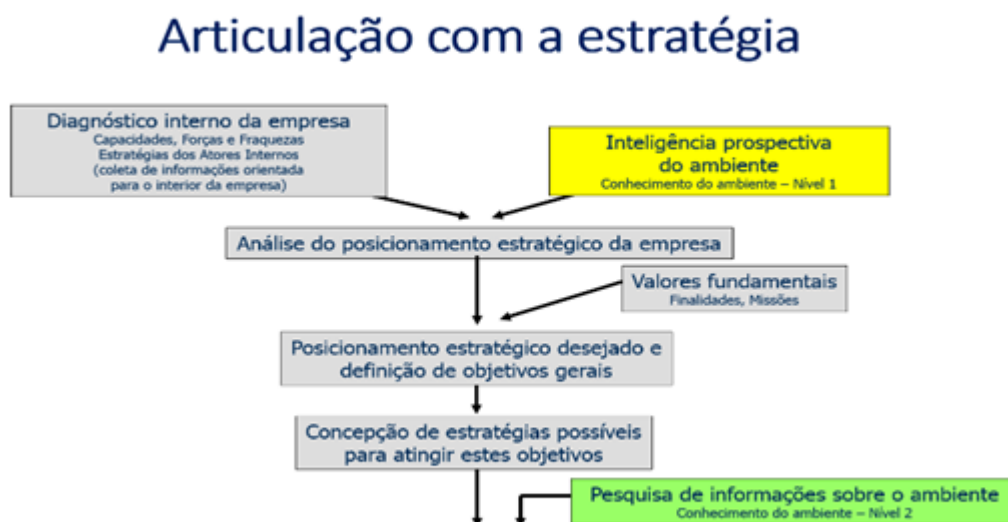 Articulação com a estratégia
Diagnóstico interno da empresa
Capacidades, Forças e Fraquezas
Estratégias dos Atores Internos
(coleta de informações orientada
para o interior da empresa)
Inteligência prospectiva
do ambiente
Conhecimento do ambiente – Nível 1
Análise do posicionamento estratégico da empresa
Valores fundamentais
Finalidades, Missões
Posicionamento estratégico desejado e
definição de objetivos gerais
Concepção de estratégias possíveis
para atingir estes objetivos
Pesquisa de informações sobre o ambiente
Conhecimento do ambiente – Nível 2